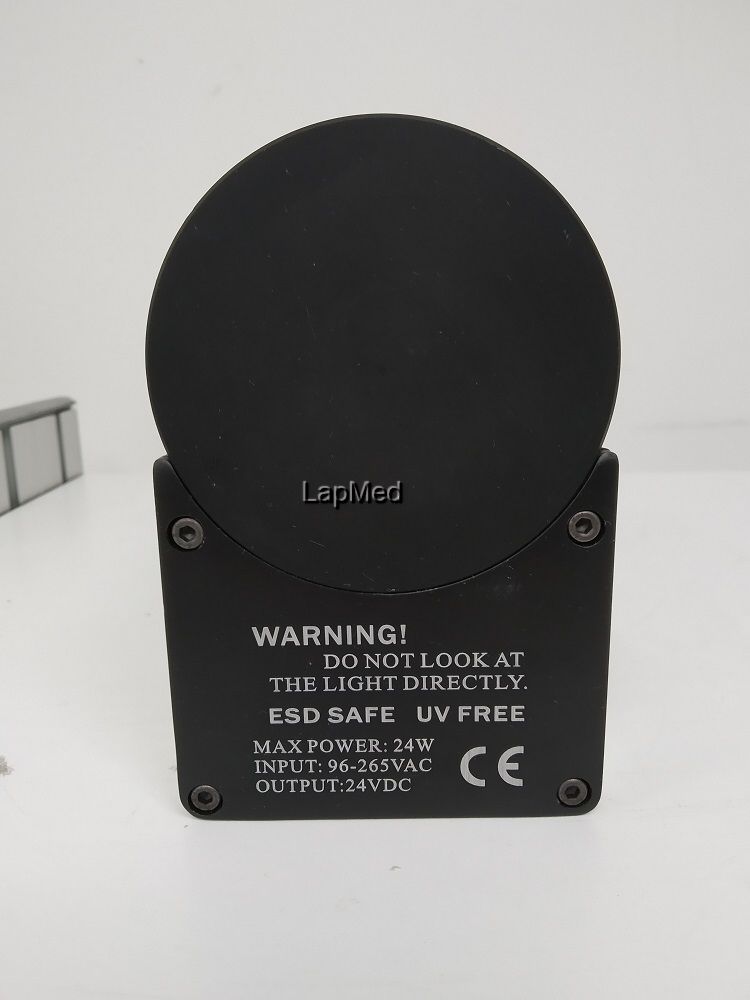 LapMed
WARNING!
DO NOT LOOK AT
THE LIGHT DIRECTLY.
ESD SAFE UV FREE
MAX POWER: 24W
INPUT: 96-265VAC
OUTPUT:24VDC
CE